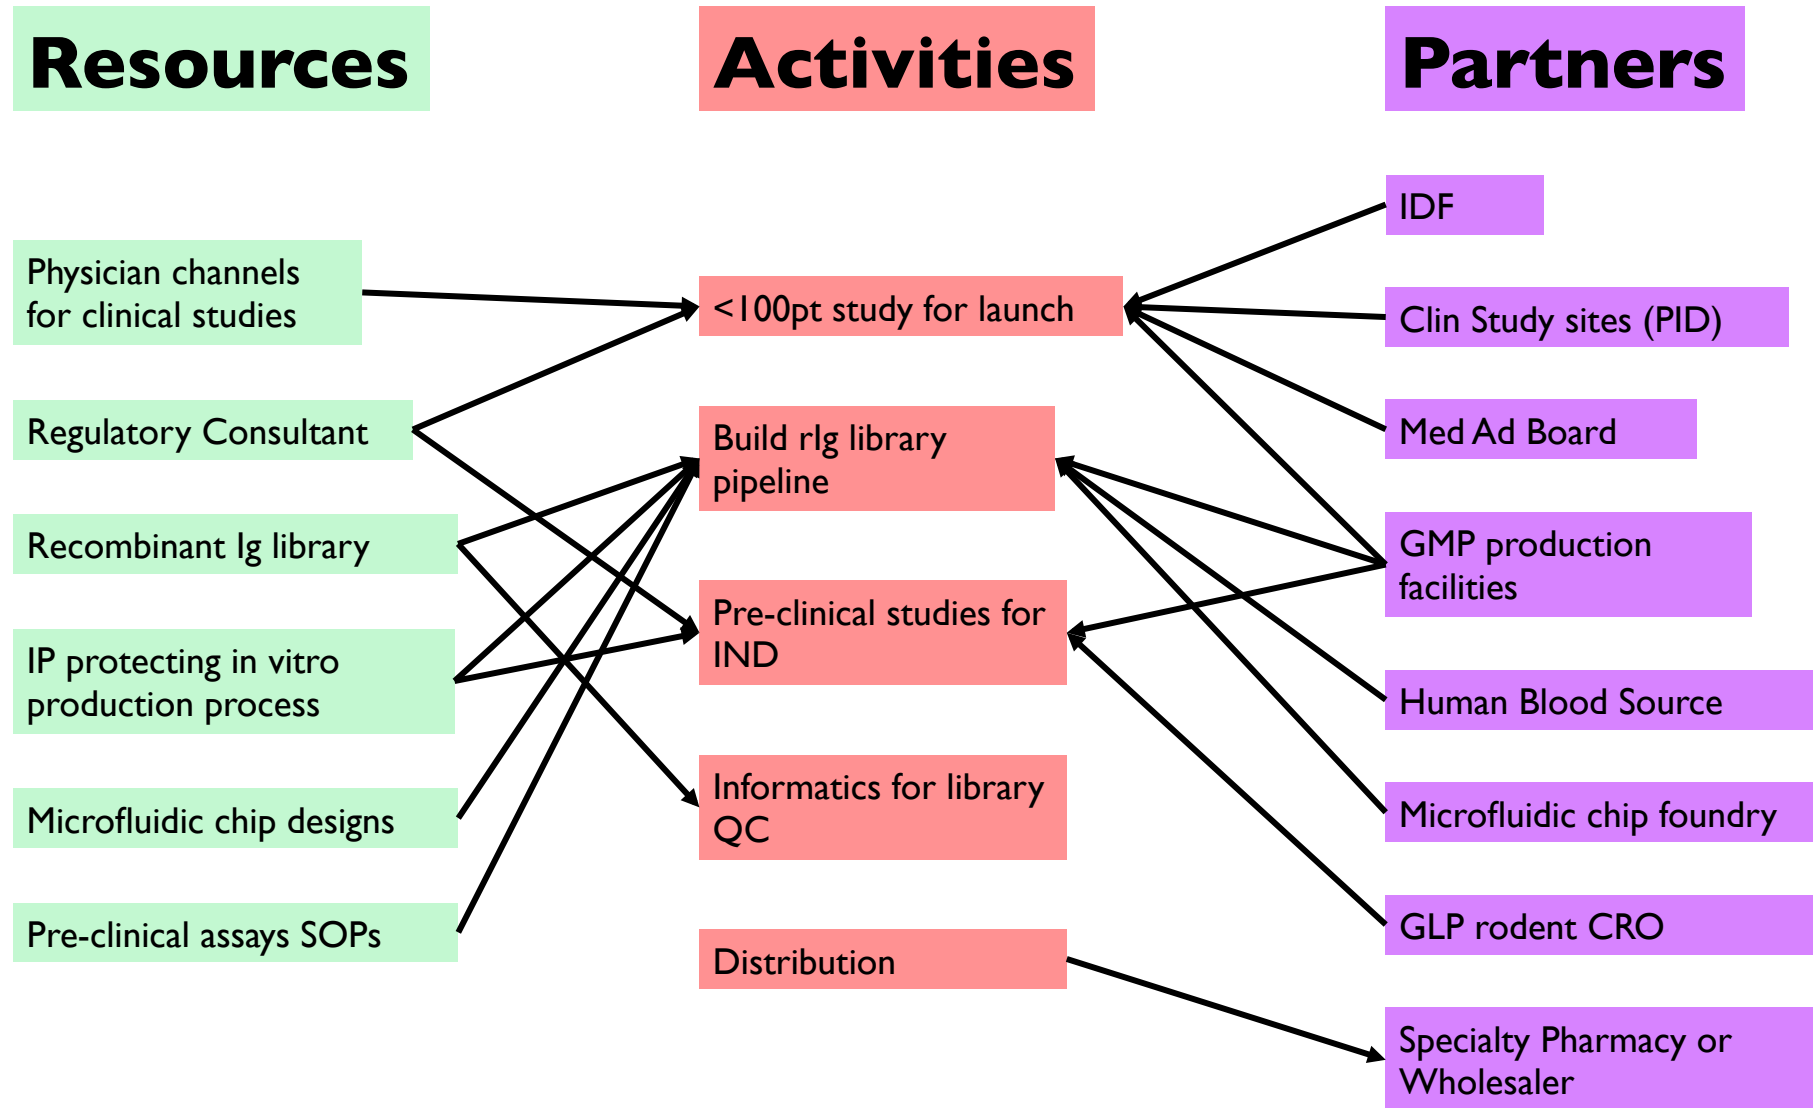 Resources
Activities
Partners
Physician channels
for clinical studies
Regulatory Consultant
Recombinant Ig library
IP protecting in vitro
production process
Microfluidic chip designs
Pre-clinical assays SOPs
<100pt study for launch
Build rIg library
pipeline
Pre-clinical studies for
IND
Informatics for library
QC
Distribution
IDF
Clin Study sites (PID)
Med Ad Board
GMP production
facilities
Human Blood Source
Microfluidic chip foundry
GLP rodent CRO
Specialty Pharmacy or
Wholesaler